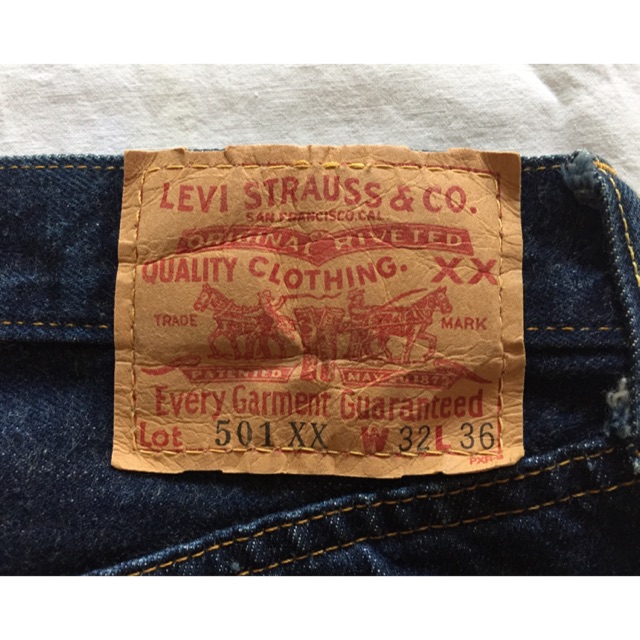 LEVI STRAUSS & CO.
SAN FRANCISCO, CAL.
ORIGINAL RIVETED
QUALITY CLOTHING. XX
TRADE MARK
PATENTED MAY 20 1873
Every Garment Guaranteed
Lot 501 XX W 32 L 36